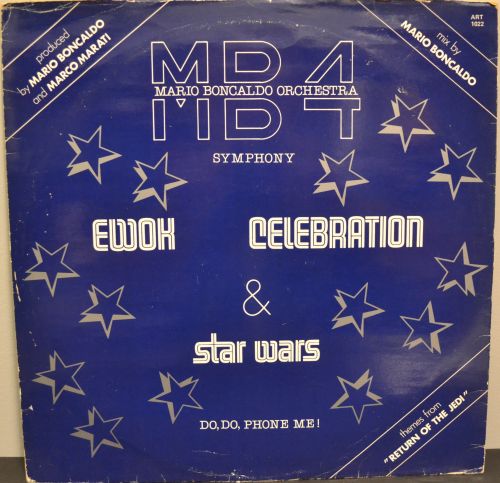 produced
by MARIO BONCALDO
and MARCO MARATI
mix by
MARIO BONCALDO
ART
1022
MB4
MARIO BONCALDO ORCHESTRA
SYMPHONY
EWOK CELEBRATION
&
star wars
DO, DO, PHONE ME!
themes from
"RETURN OF THE JEDI"